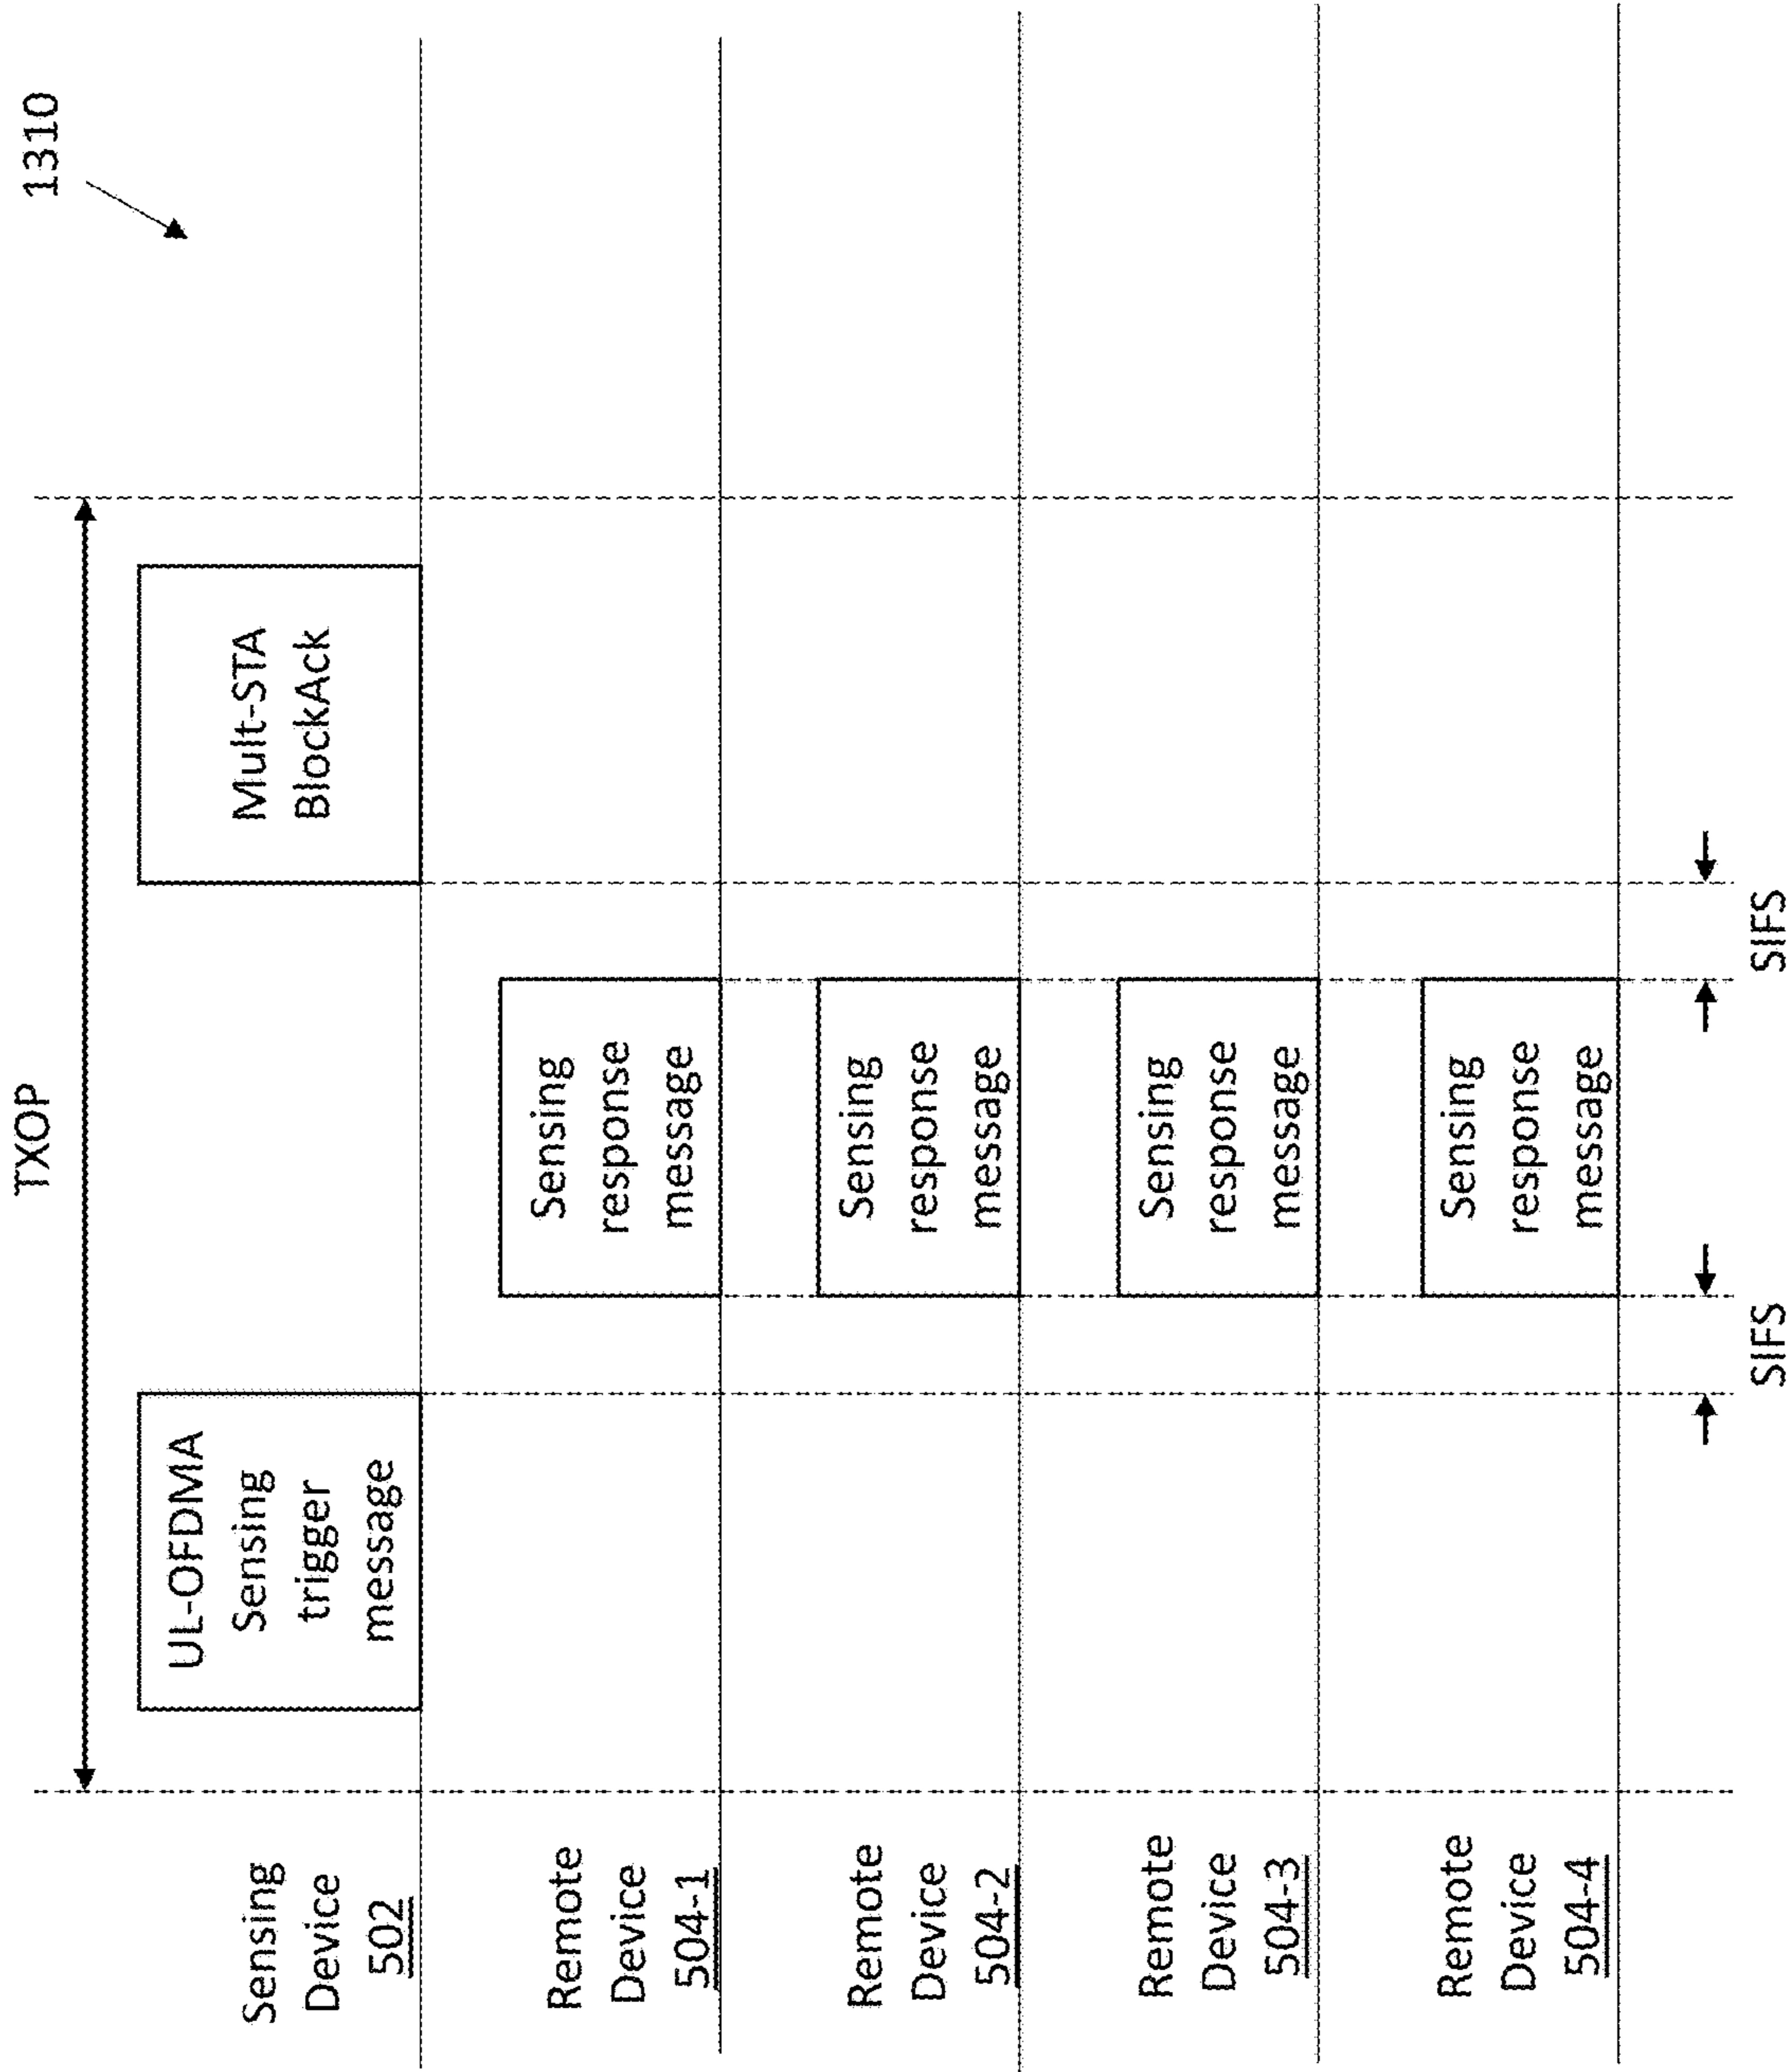 1310
TXOP
Sensing
Device
502
UL-OFDMA
Sensing
trigger
message
Mult-STA
BlockAck
Remote
Device
504-1
Sensing
response
message
Remote
Device
504-2
Sensing
response
message
Remote
Device
504-3
Sensing
response
message
Remote
Device
504-4
Sensing
response
message
SIFS
SIFS